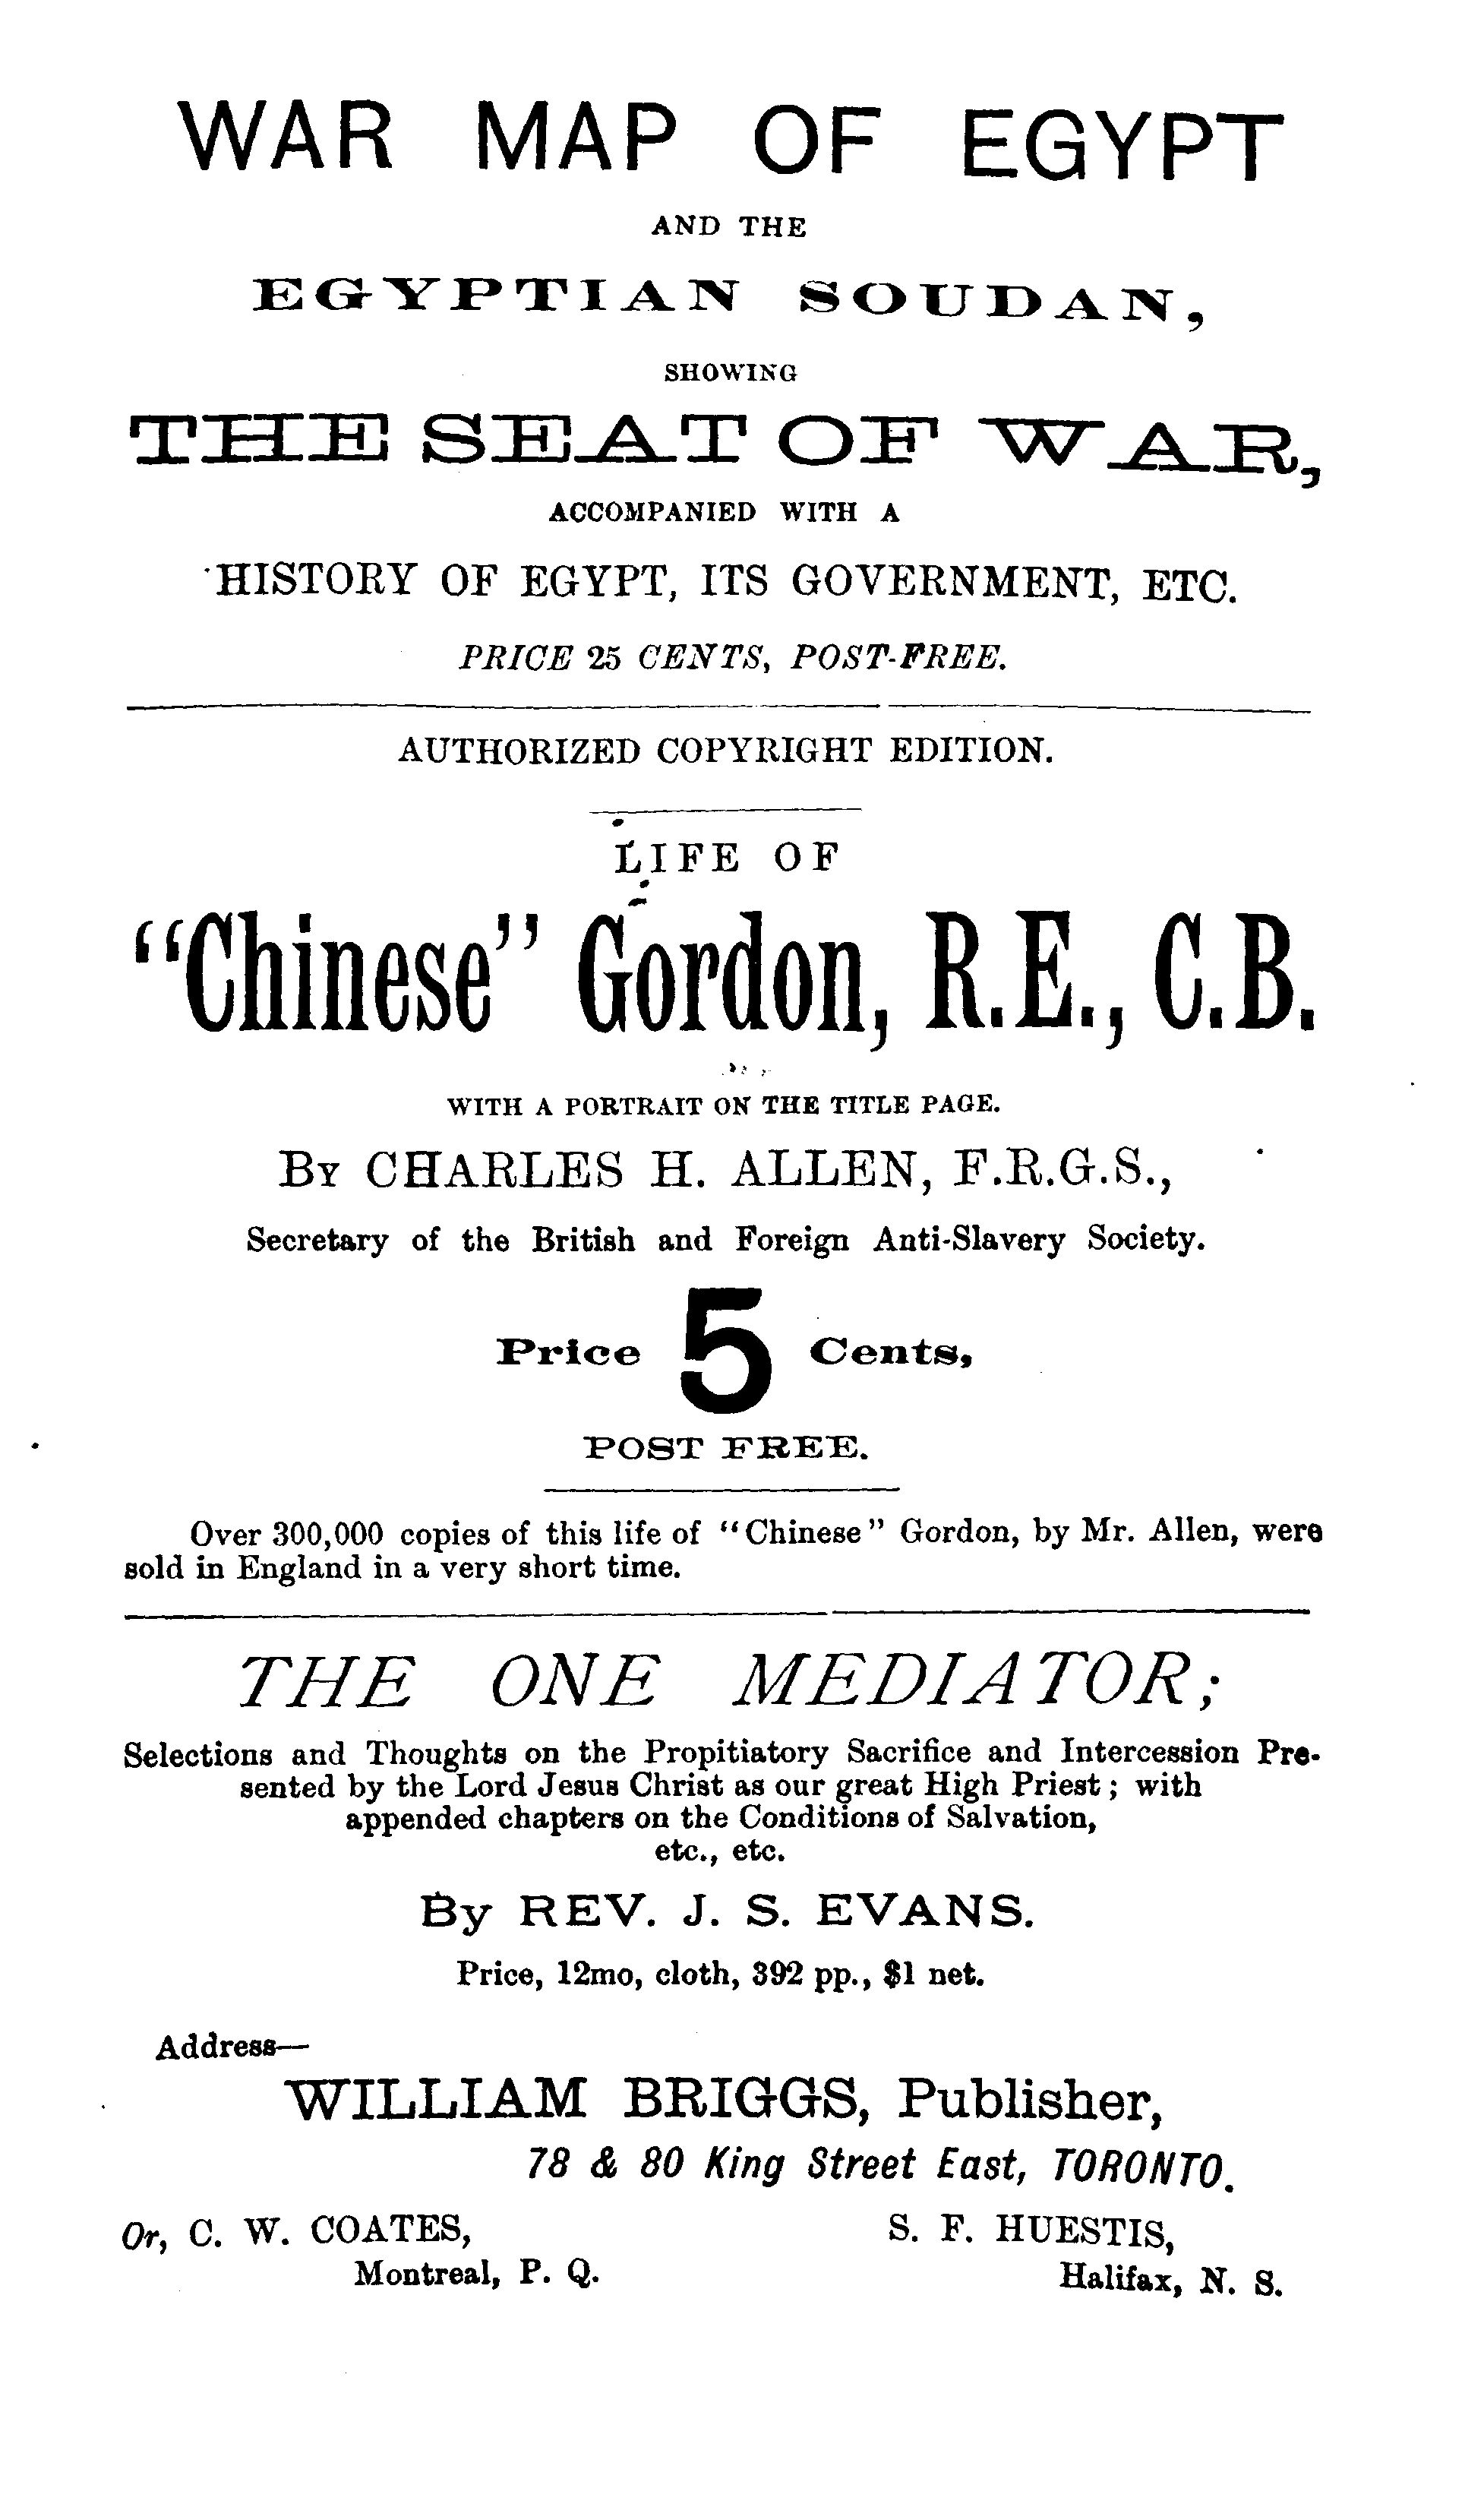 WAR MAP OF EGYPT
AND THE
EGYPTIAN SOUDAN,
SHOWING
THE SEAT OF WAR,
ACCOMPANIED WITH A
HISTORY OF EGYPT, ITS GOVERNMENT, ETC.
PRICE 25 CENTS, POST-FREE.
AUTHORIZED COPYRIGHT EDITION.
LIFE OF
"Chinese" Gordon, R.E., C.B.
WITH A PORTRAIT ON THE TITLE PAGE.
By CHARLES H. ALLEN, F.R.G.S.,
Secretary of the British and Foreign Anti-Slavery Society.
Price 5 Cents,
POST FREE.
Over 300,000 copies of this life of "Chinese" Gordon, by Mr. Allen, were
sold in England in a very short time.
THE ONE MEDIATOR;
Selections and Thoughts on the Propitiatory Sacrifice and Intercession Pre-
sented by the Lord Jesus Christ as our great High Priest; with
appended chapters on the Conditions of Salvation,
etc., etc.
By REV. J. S. EVANS.
Price, 12mo, cloth, 392 pp., $1 net.
Address—
WILLIAM BRIGGS, Publisher,
78 & 80 King Street East, TORONTO.
Or, C. W. COATES, S. F. HUESTIS,
Montreal, P. Q. Halifax, N. S.